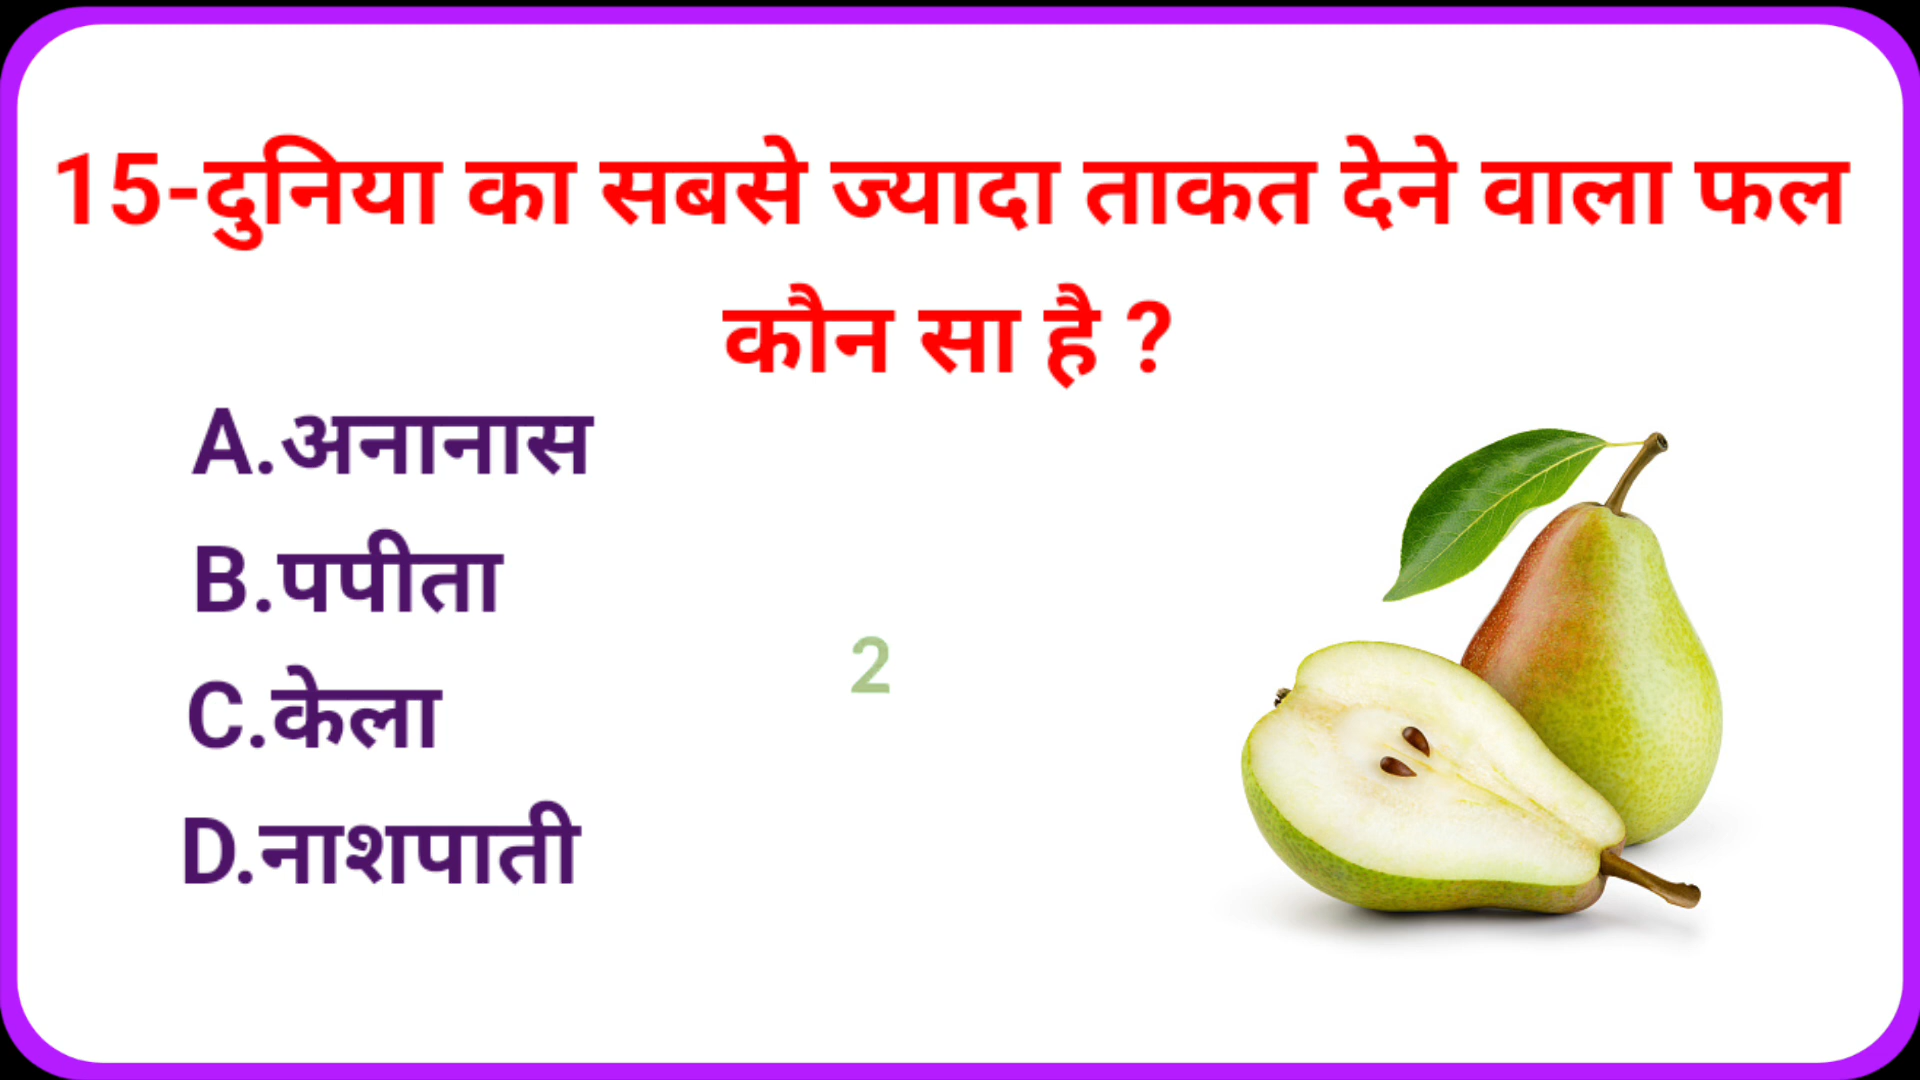 15-दुनिया का सबसे ज्यादा ताकत देने वाला फल
कौन सा है ?
A.अनानास
B.पपीता
C.केला
D.नाशपाती
2